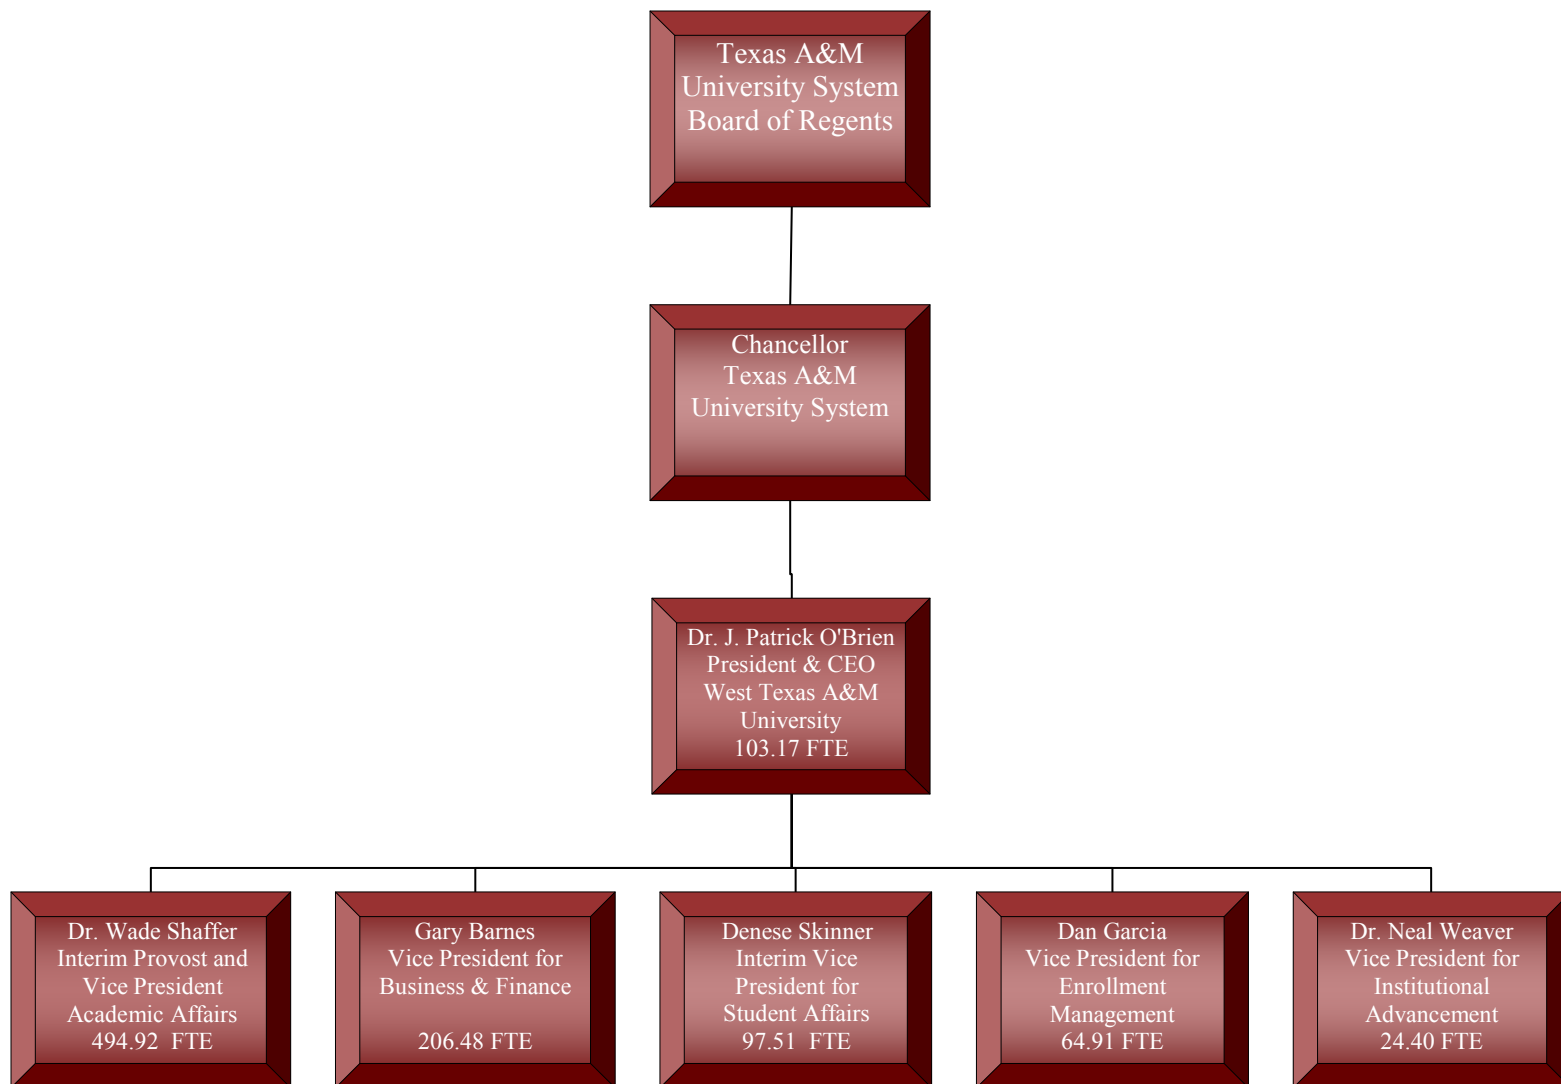 Texas A&M
University System
Board of Regents
Chancellor
Texas A&M
University System
Dr. J. Patrick O'Brien
President & CEO
West Texas A&M
University
103.17 FTE
Dr. Wade Shaffer
Interim Provost and
Vice President
Academic Affairs
494.92  FTE
Gary Barnes
Vice President for
Business & Finance
206.48 FTE
Denese Skinner
Interim Vice
President for
Student Affairs
97.51  FTE
Dan Garcia
Vice President for
Enrollment
Management
64.91 FTE
Dr. Neal Weaver
Vice President for
Institutional
Advancement
24.40 FTE